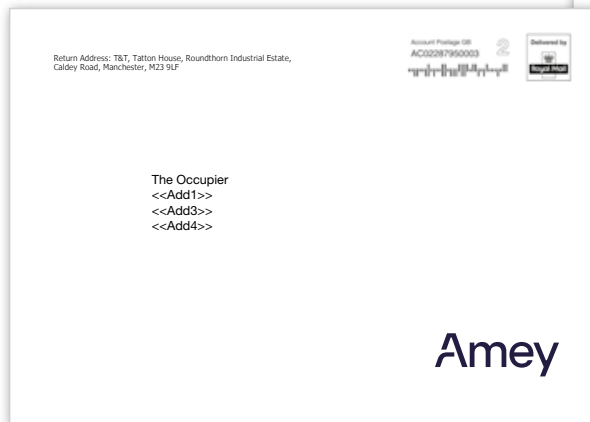 Return Address: T&T, Tatton House, Roundthorn Industrial Estate,
Caldey Road, Manchester, M23 9LF
Account Postage GB
AC02287950003
2
Delivered by
Royal Mail
The Occupier
<<Add1>>
<<Add3>>
<<Add4>>
Amey